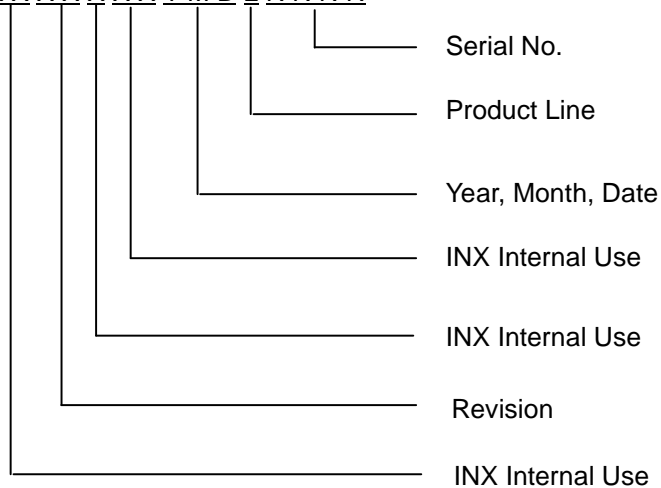 Serial No.
Product Line
Year, Month, Date
INX Internal Use
INX Internal Use
Revision
INX Internal Use